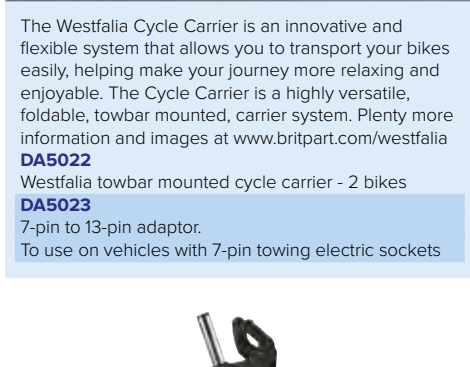 The Westfalia Cycle Carrier is an innovative and
flexible system that allows you to transport your bikes
easily, helping make your journey more relaxing and
enjoyable. The Cycle Carrier is a highly versatile,
foldable, towbar mounted, carrier system. Plenty more
information and images at www.britpart.com/westfalia
DA5022
Westfalia towbar mounted cycle carrier - 2 bikes
DA5023
7-pin to 13-pin adaptor.
To use on vehicles with 7-pin towing electric sockets